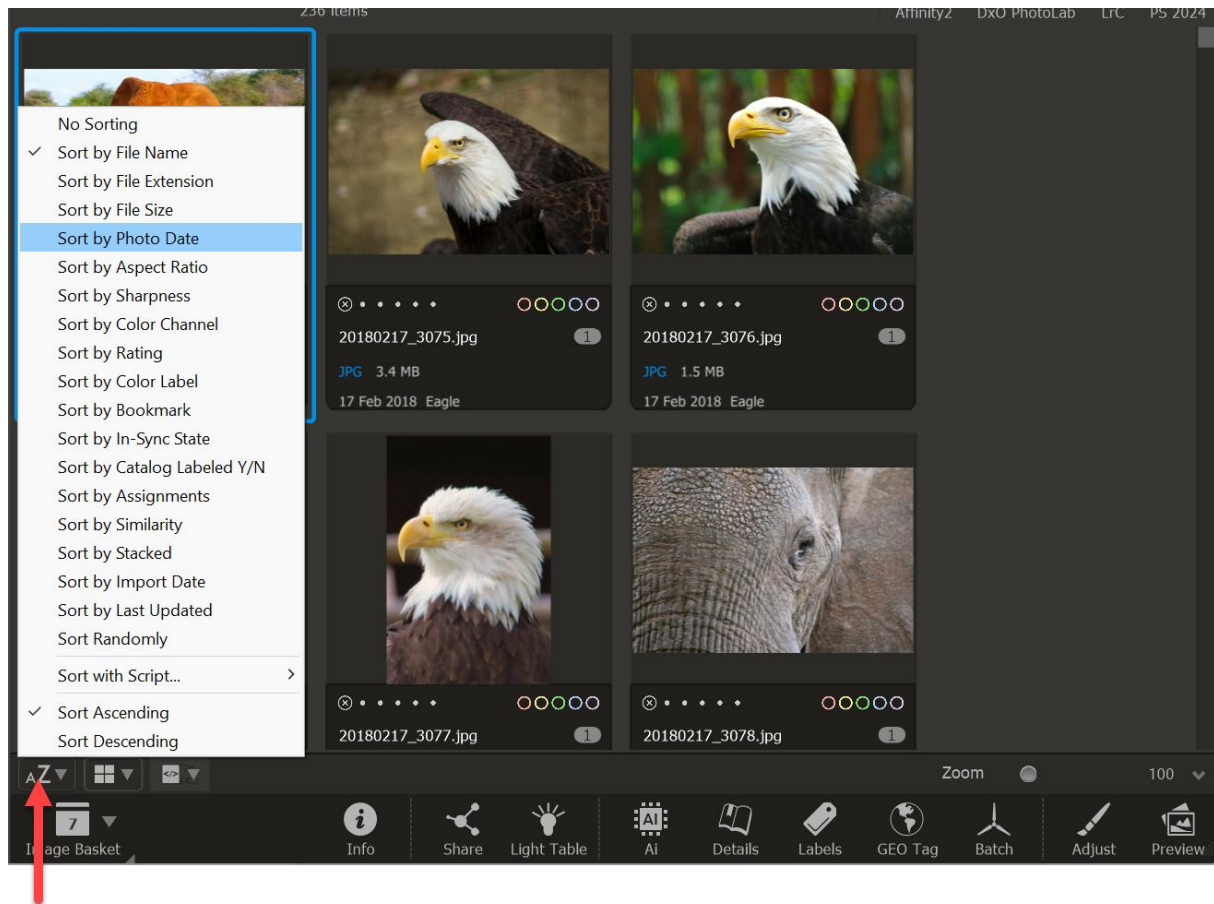 236 items
Affinity2 DxO PhotoLab LrC PS 2024
No Sorting
Sort by File Name
Sort by File Extension
Sort by File Size
Sort by Photo Date
Sort by Aspect Ratio
Sort by Sharpness
Sort by Color Channel
Sort by Rating
Sort by Color Label
Sort by Bookmark
Sort by In-Sync State
Sort by Catalog Labeled Y/N
Sort by Assignments
Sort by Similarity
Sort by Stacked
Sort by Import Date
Sort by Last Updated
Sort Randomly
Sort with Script...
Sort Ascending
Sort Descending
20180217_3075.jpg 1
JPG 3.4 MB
17 Feb 2018 Eagle
20180217_3076.jpg 1
JPG 1.5 MB
17 Feb 2018 Eagle
20180217_3077.jpg 1
20180217_3078.jpg 1
AZ </> Zoom 100
7 AI
Image Basket Info Share Light Table Ai Details Labels GEO Tag Batch Adjust Preview